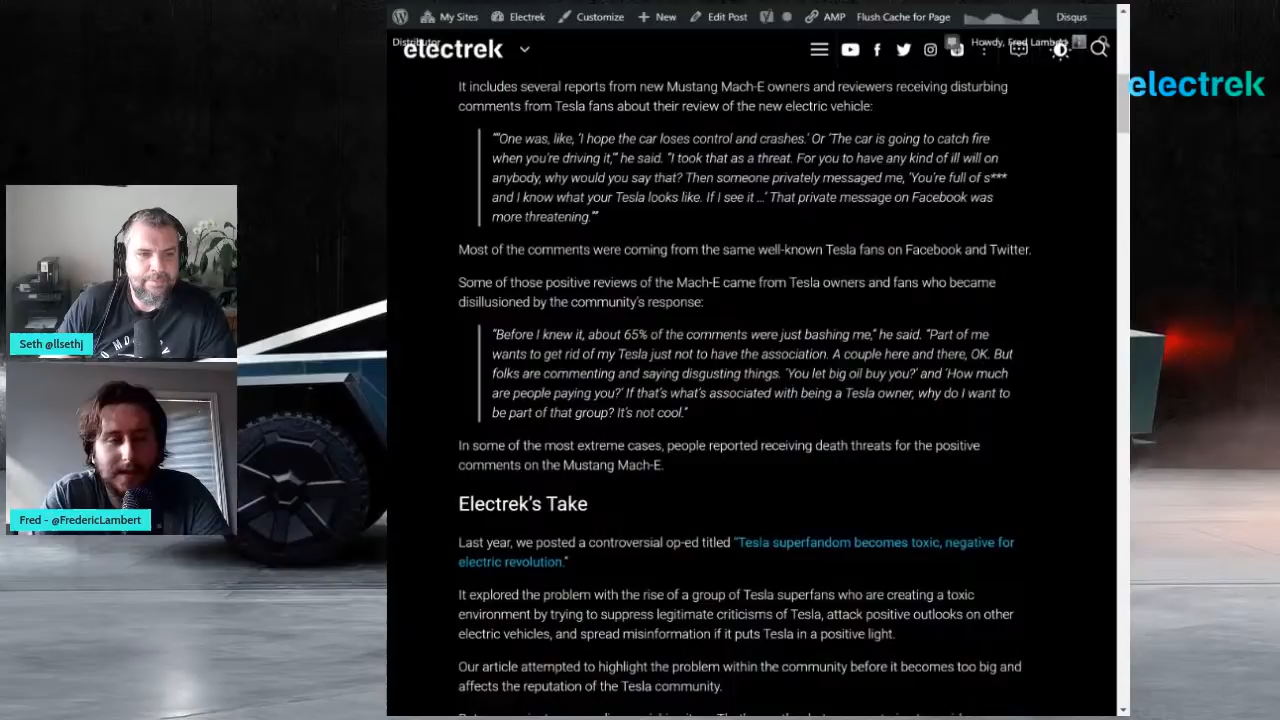 My Sites Electrek Customize New Edit Post AMP Flush Cache for Page Disqus
Distributor Howdy, Fred Lambert
electrek
electrek
It includes several reports from new Mustang Mach-E owners and reviewers receiving disturbing
comments from Tesla fans about their review of the new electric vehicle:
"“One was, like, ‘I hope the car loses control and crashes.’ Or ‘The car is going to catch fire
when you're driving it,’” he said. “I took that as a threat. For you to have any kind of ill will on
anybody, why would you say that? Then someone privately messaged me, ‘You're full of s***
and I know what your Tesla looks like. If I see it …’ That private message on Facebook was
more threatening.”"
Most of the comments were coming from the same well-known Tesla fans on Facebook and Twitter.
Some of those positive reviews of the Mach-E came from Tesla owners and fans who became
disillusioned by the community's response:
“Before I knew it, about 65% of the comments were just bashing me,” he said. “Part of me
wants to get rid of my Tesla just not to have the association. A couple here and there, OK. But
folks are commenting and saying disgusting things. ‘You let big oil buy you?’ and ‘How much
are people paying you?’ If that's what's associated with being a Tesla owner, why do I want to
be part of that group? It's not cool.”
In some of the most extreme cases, people reported receiving death threats for the positive
comments on the Mustang Mach-E.
Electrek's Take
Last year, we posted a controversial op-ed titled “Tesla superfandom becomes toxic, negative for
electric revolution.”
It explored the problem with the rise of a group of Tesla superfans who are creating a toxic
environment by trying to suppress legitimate criticisms of Tesla, attack positive outlooks on other
electric vehicles, and spread misinformation if it puts Tesla in a positive light.
Our article attempted to highlight the problem within the community before it becomes too big and
affects the reputation of the Tesla community.
Seth @llsethj
Fred - @FredericLambert